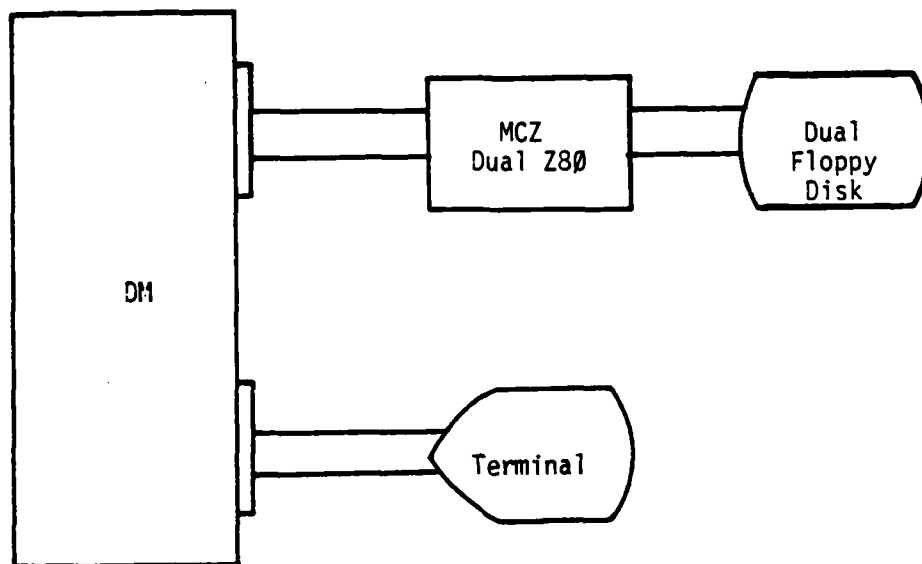 MCZ
Dual Z80
Dual
Floppy
Disk
DM
Terminal